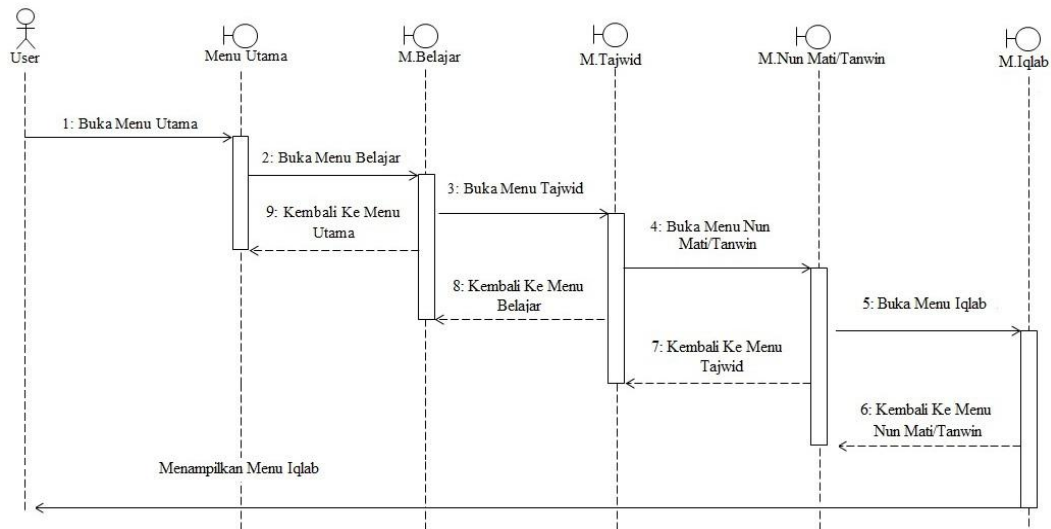 User
Menu Utama
M.Belajar
M.Tajwid
M.Nun Mati/Tanwin
M.Iqlab
1: Buka Menu Utama
2: Buka Menu Belajar
3: Buka Menu Tajwid
9: Kembali Ke Menu
Utama
4: Buka Menu Nun
Mati/Tanwin
8: Kembali Ke Menu
Belajar
5: Buka Menu Iqlab
7: Kembali Ke Menu
Tajwid
6: Kembali Ke Menu
Nun Mati/Tanwin
Menampilkan Menu Iqlab